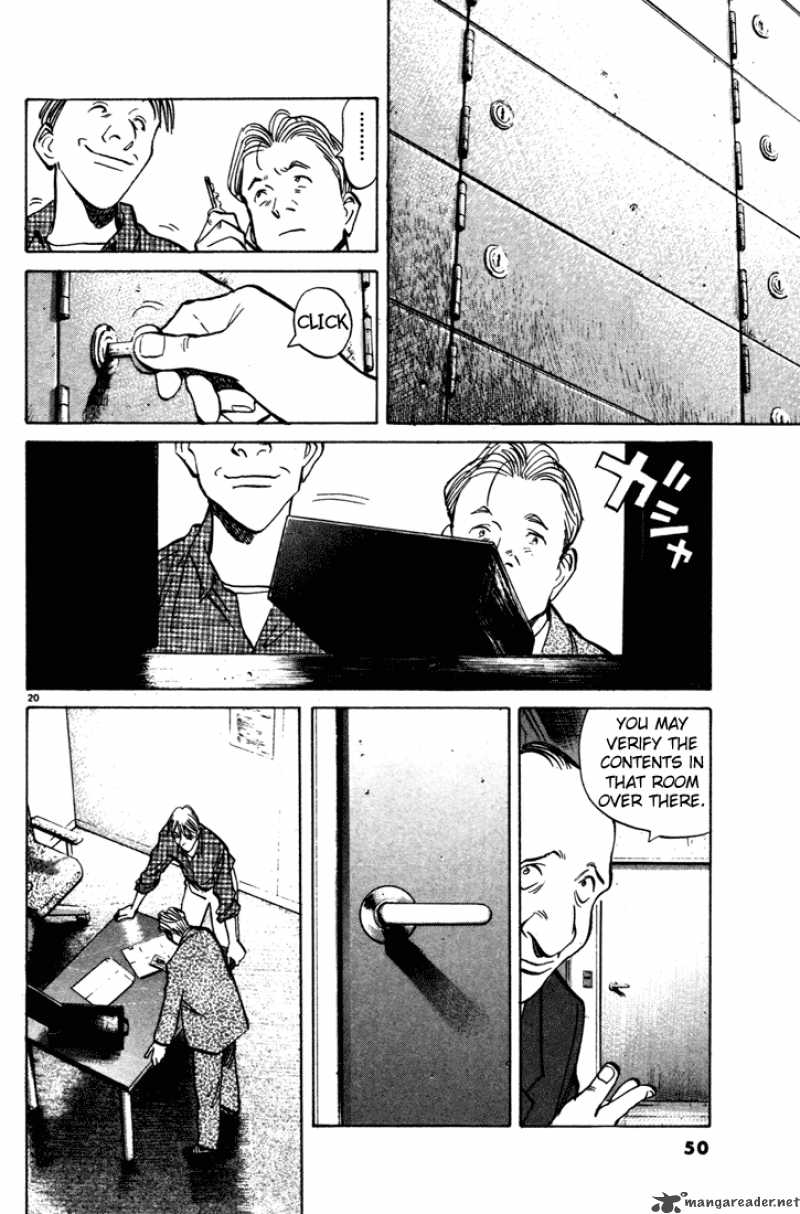 .........
CLICK
ガシャ
YOU MAY
VERIFY THE
CONTENTS IN
THAT ROOM
OVER THERE.
20
50
mangareader.net